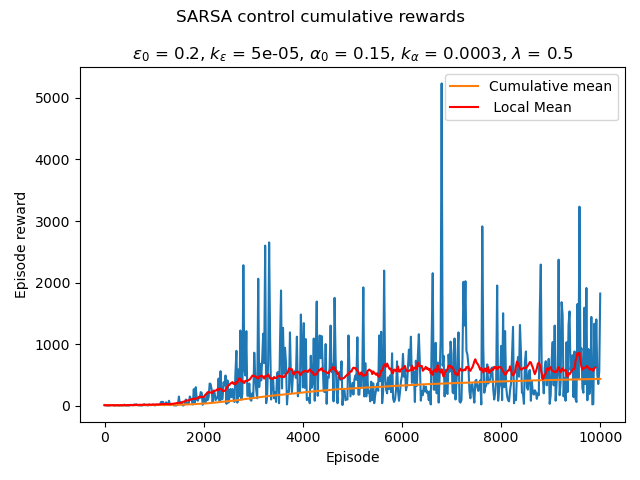 SARSA control cumulative rewards
ε₀ = 0.2, kε = 5e-05, α₀ = 0.15, kα = 0.0003, λ = 0.5
Cumulative mean
Local Mean
Episode reward
5000
4000
3000
2000
1000
0
0 2000 4000 6000 8000 10000
Episode